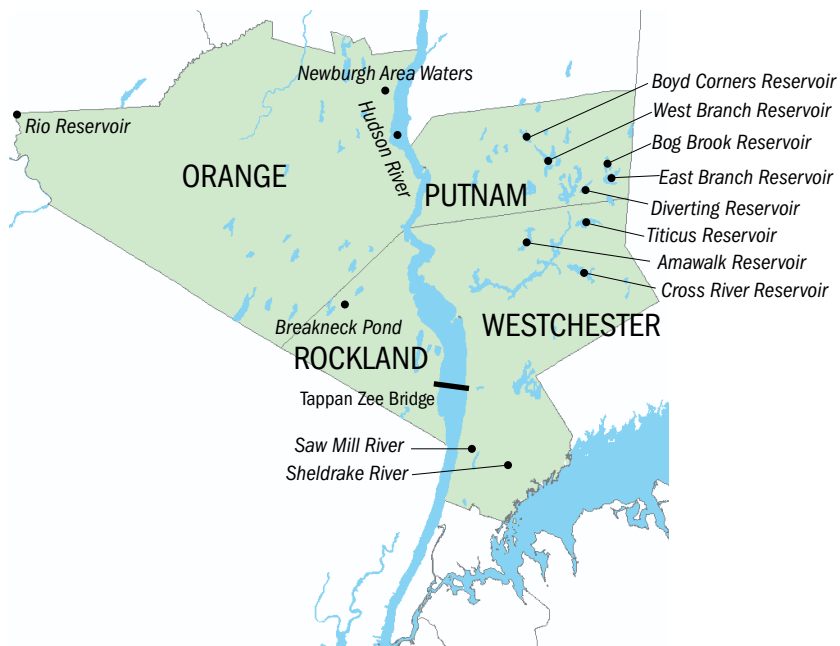 Newburgh Area Waters
Boyd Corners Reservoir
West Branch Reservoir
Rio Reservoir
Hudson River
Bog Brook Reservoir
ORANGE
PUTNAM
East Branch Reservoir
Diverting Reservoir
Titicus Reservoir
Amawalk Reservoir
Cross River Reservoir
Breakneck Pond
WESTCHESTER
ROCKLAND
Tappan Zee Bridge
Saw Mill River
Sheldrake River